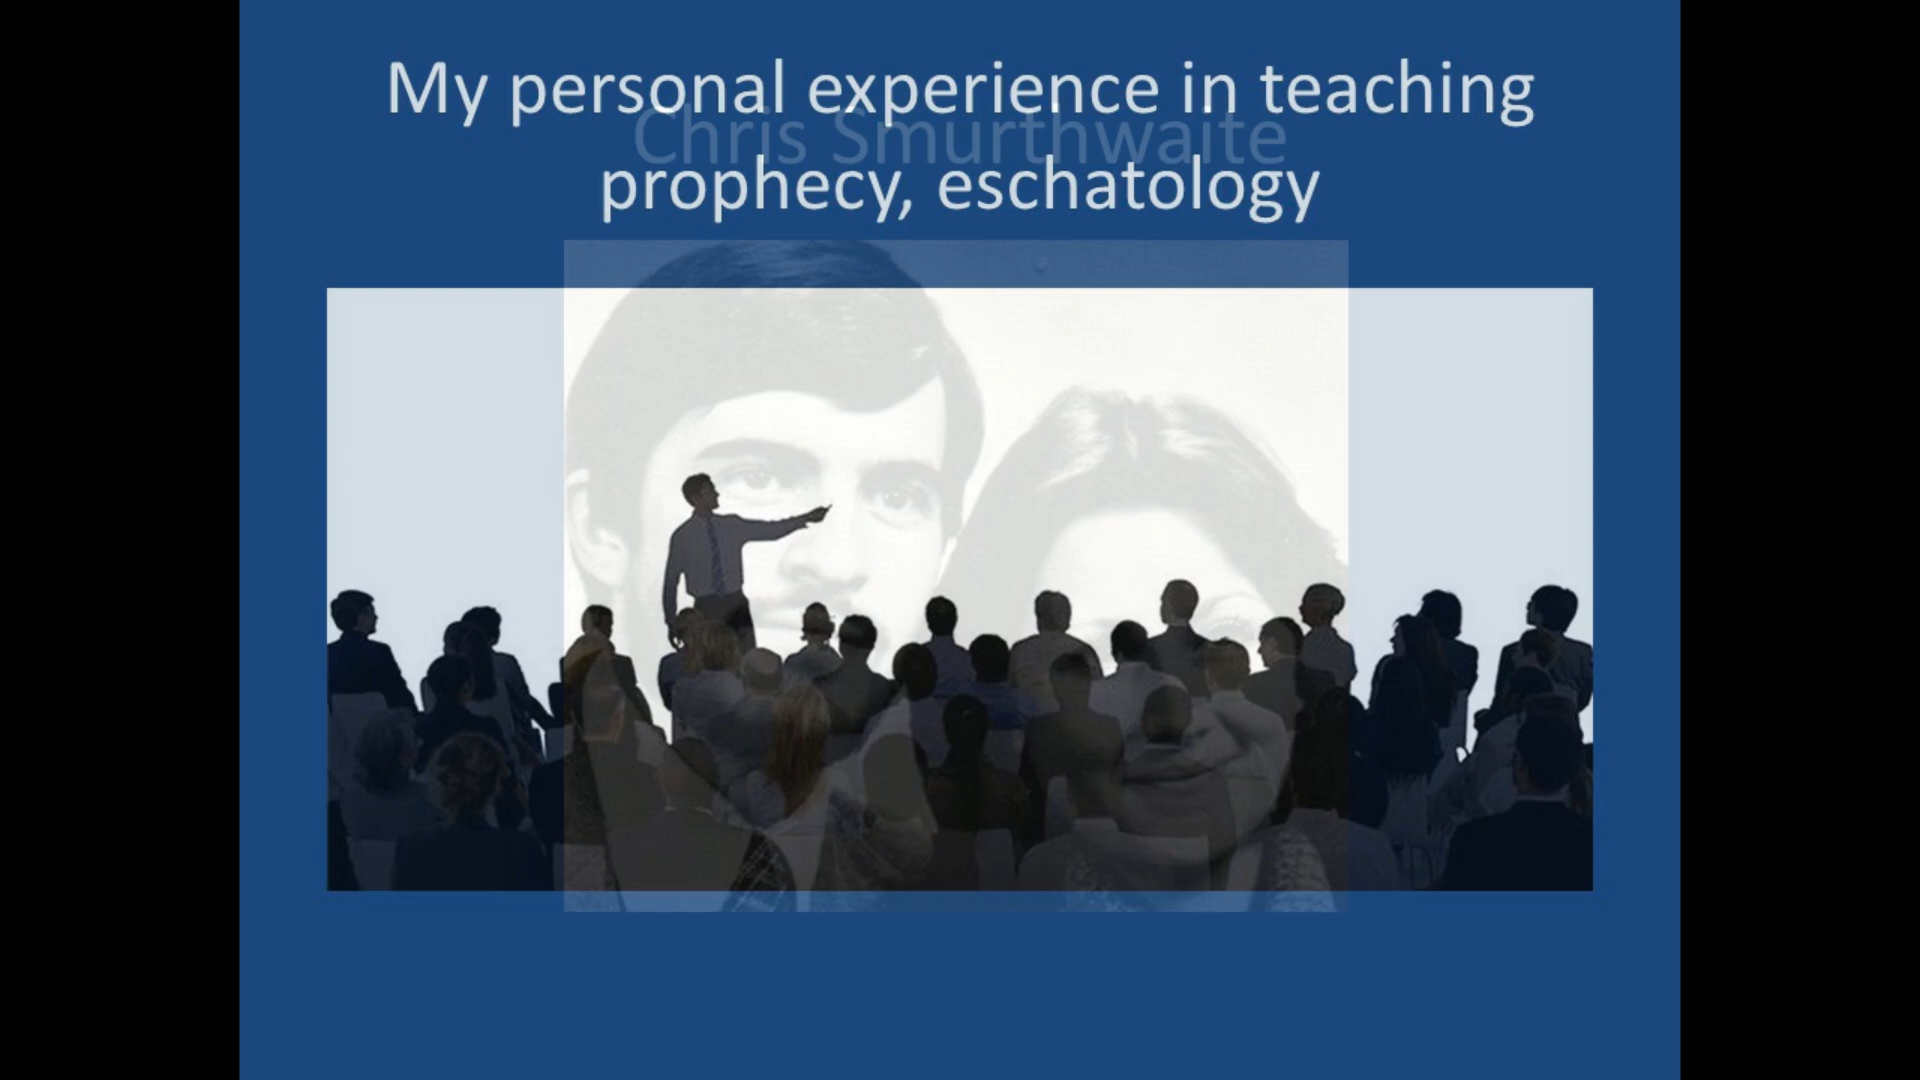 My personal experience in teaching
Chris Smurthwaite
prophecy, eschatology